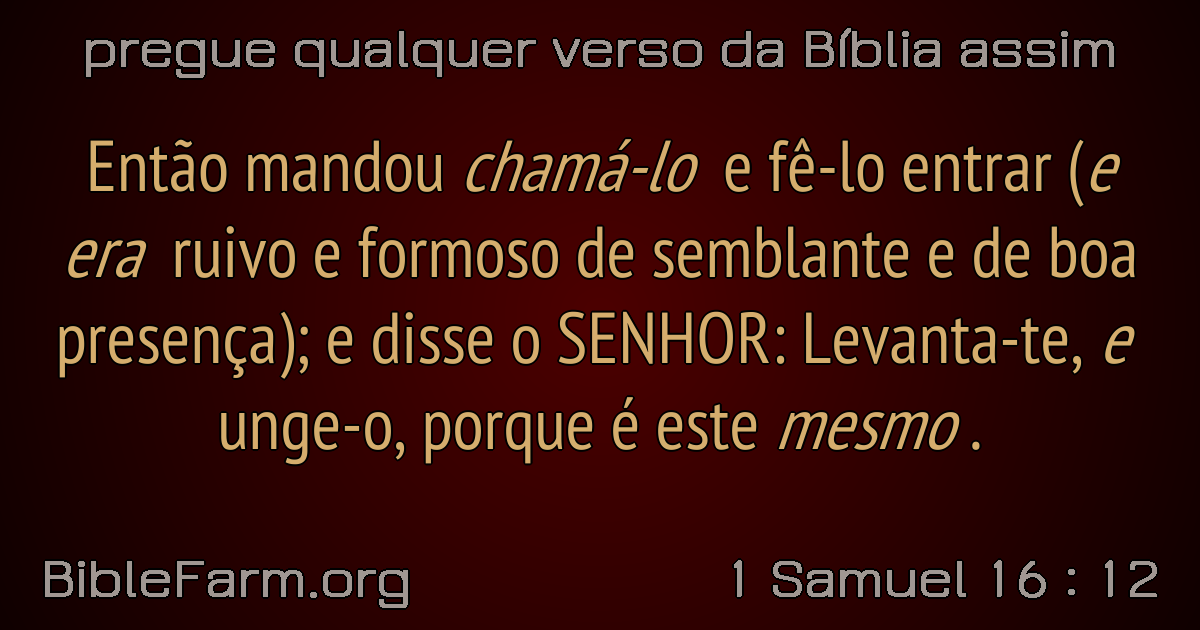 pregue qualquer verso da Bíblia assim
Então mandou chamá-lo e fê-lo entrar (e
era ruivo e formoso de semblante e de boa
presença); e disse o SENHOR: Levanta-te, e
unge-o, porque é este mesmo .
BibleFarm.org
1 Samuel 16 : 12